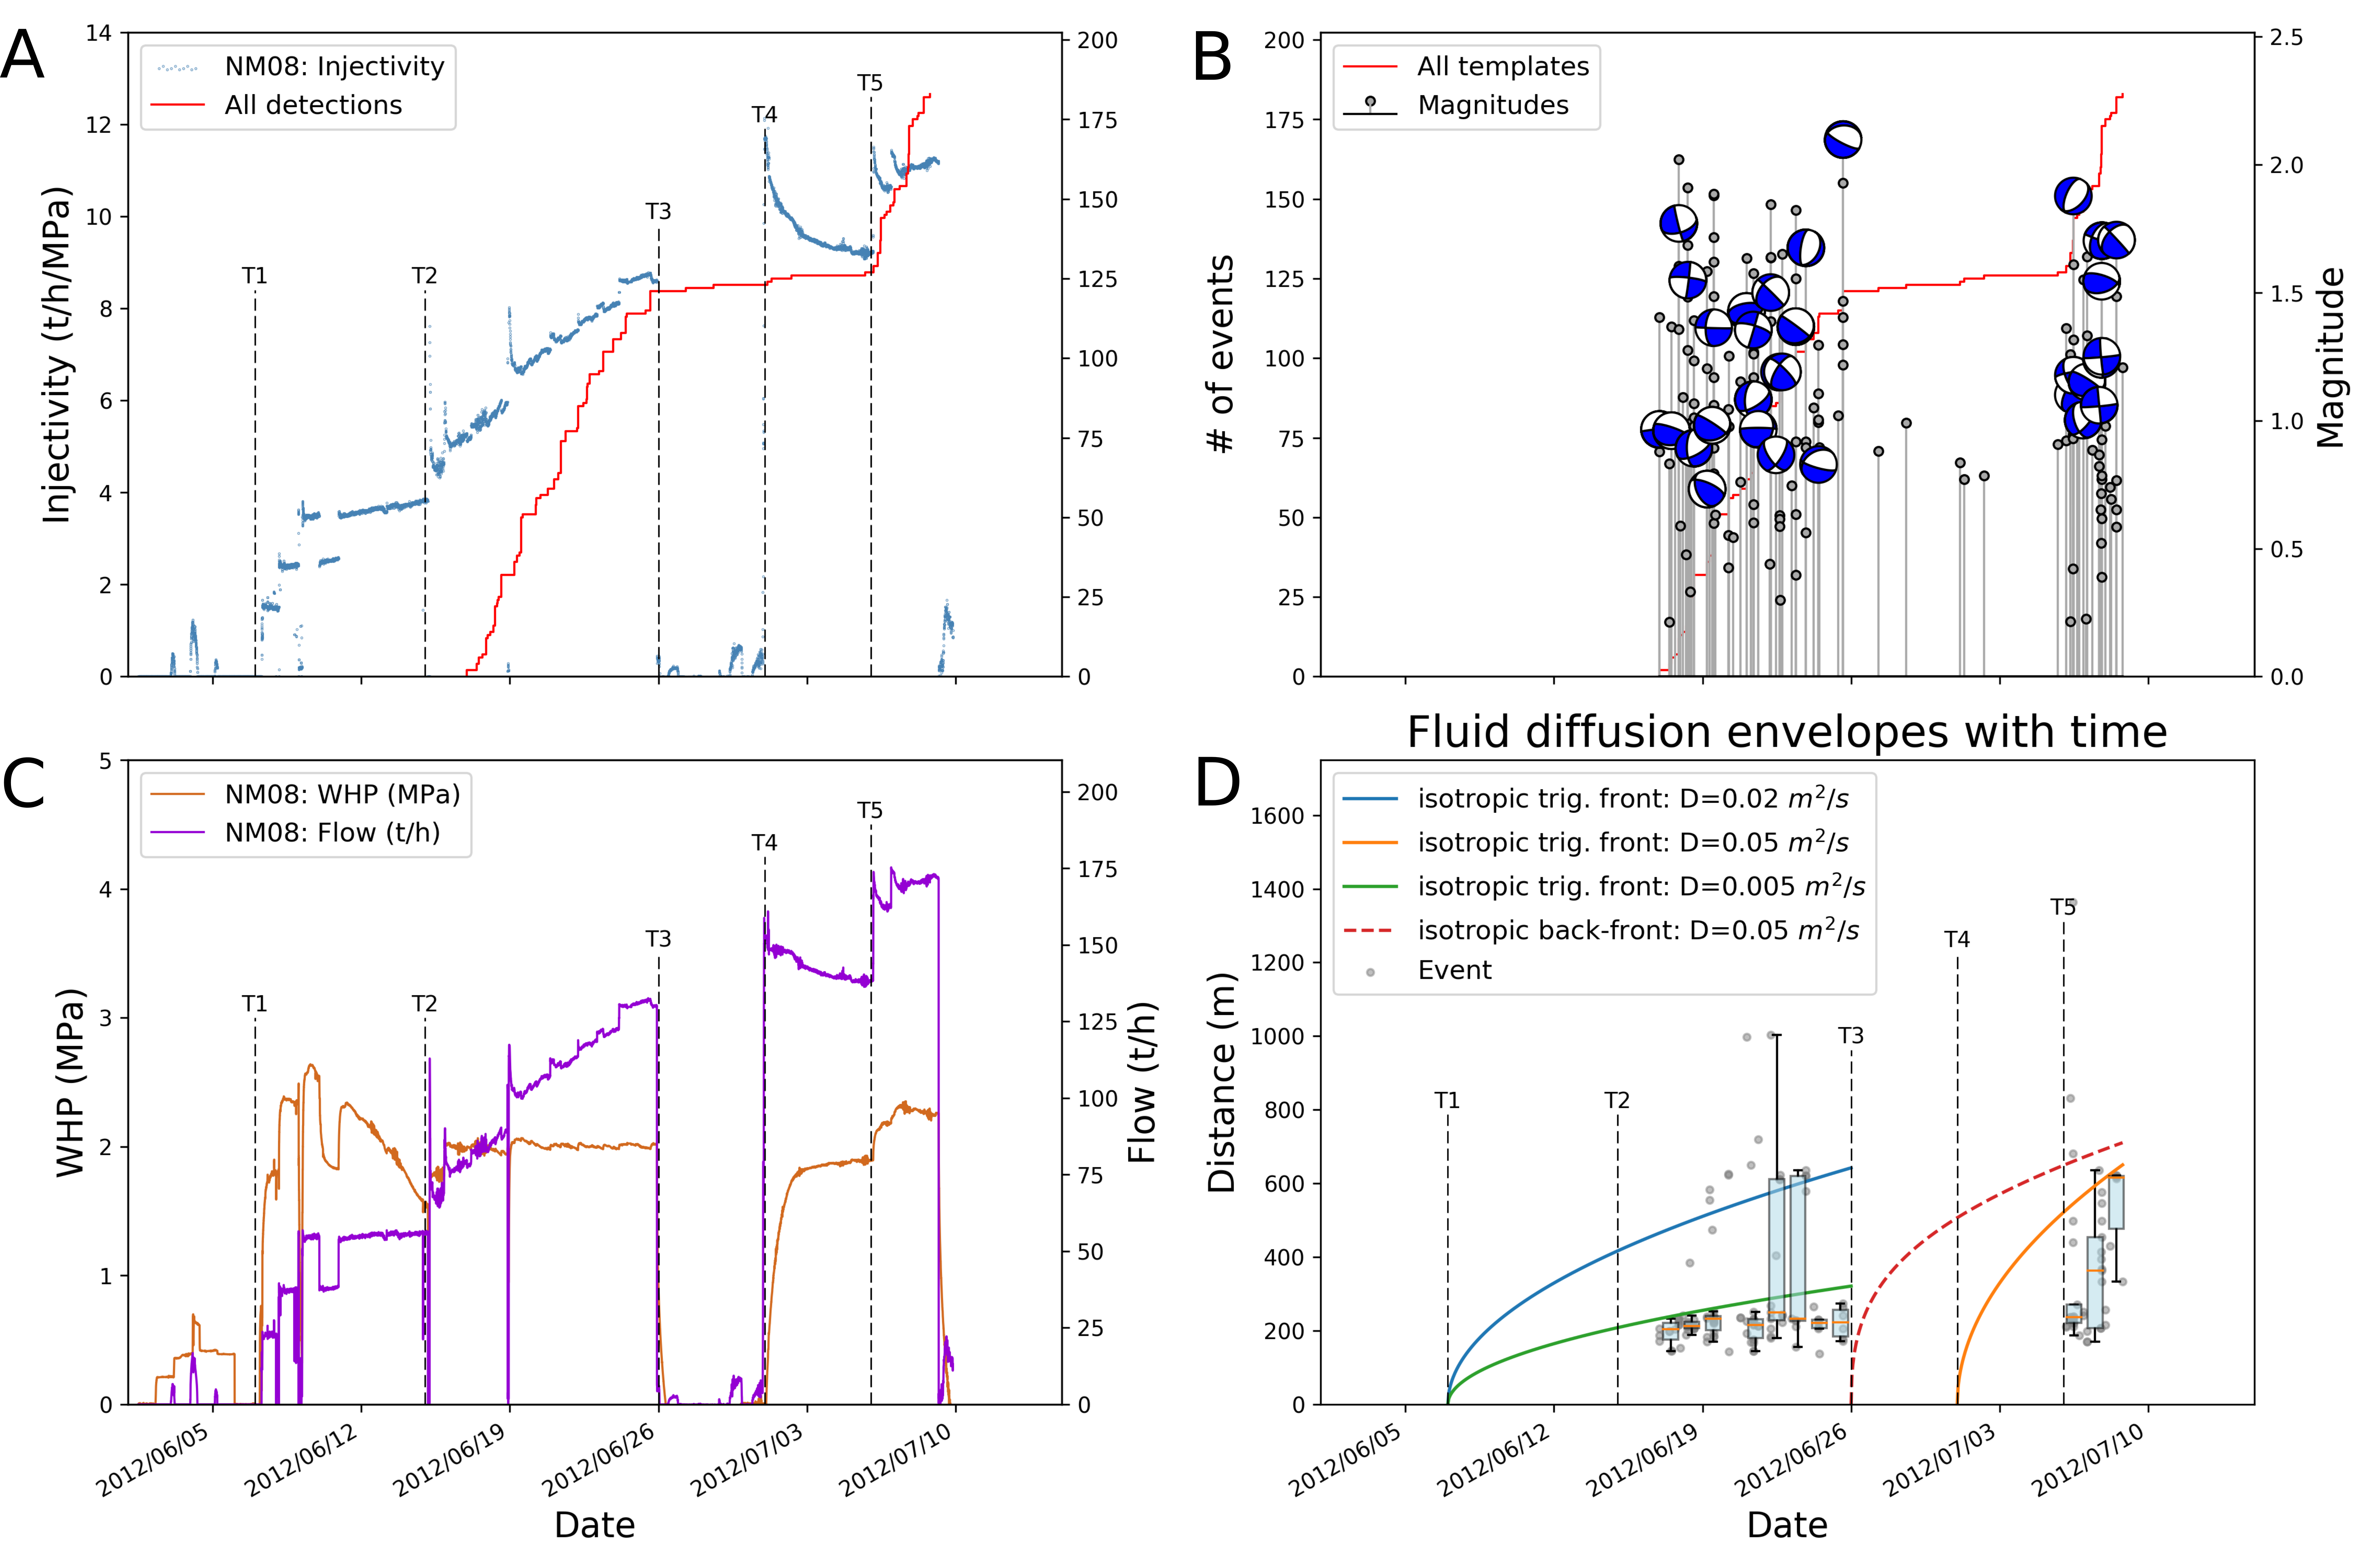 A
NM08: Injectivity
All detections
Injectivity (t/h/MPa)
0
2
4
6
8
10
12
14
0
25
50
75
100
125
150
175
200
T1
T2
T3
T4
T5
B
All templates
Magnitudes
# of events
0
25
50
75
100
125
150
175
200
Magnitude
0.0
0.5
1.0
1.5
2.0
2.5
C
NM08: WHP (MPa)
NM08: Flow (t/h)
WHP (MPa)
0
1
2
3
4
5
Flow (t/h)
0
25
50
75
100
125
150
175
200
T1
T2
T3
T4
T5
2012/06/05
2012/06/12
2012/06/19
2012/06/26
2012/07/03
2012/07/10
Date
Fluid diffusion envelopes with time
D
isotropic trig. front: D=0.02 m²/s
isotropic trig. front: D=0.05 m²/s
isotropic trig. front: D=0.005 m²/s
isotropic back-front: D=0.05 m²/s
Event
Distance (m)
0
200
400
600
800
1000
1200
1400
1600
T1
T2
T3
T4
T5
2012/06/05
2012/06/12
2012/06/19
2012/06/26
2012/07/03
2012/07/10
Date